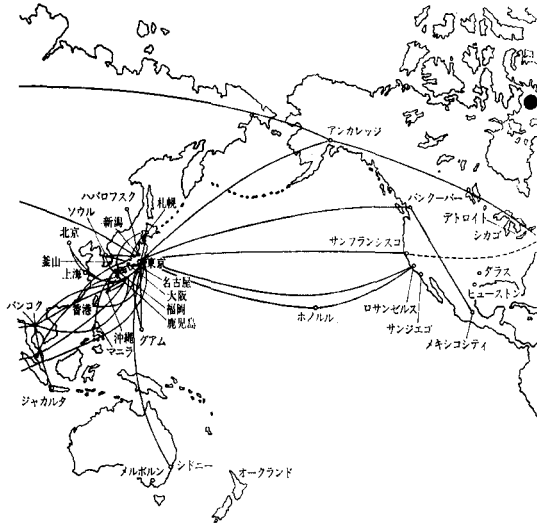 アンカレッジ
ハバロフスク
札幌
ソウル
新潟
バンクーバー
デトロイト
シカゴ
北京
サンフランシスコ
釜山
東京
上海
名古屋
大阪
福岡
鹿児島
ダラス
ヒューストン
バンコク
香港
ロサンゼルス
サンジエゴ
ホノルル
メキシコシティ
沖縄
グアム
マニラ
ジャカルタ
メルボルン
シドニー
オークランド